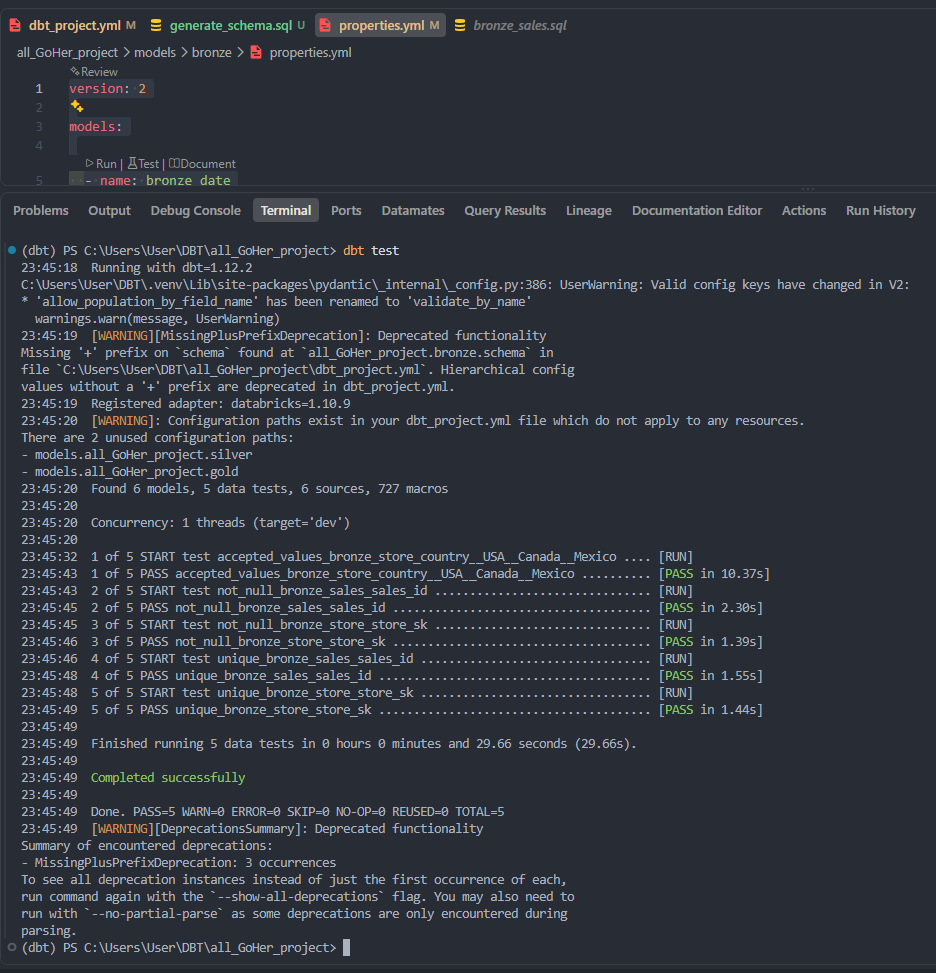 dbt_project.yml M generate_schema.sql U properties.yml M bronze_sales.sql
all_GoHer_project > models > bronze > properties.yml
Review
1 version: 2
2
3 models:
4
Run | Test | Document
5 - name: bronze_date
Problems Output Debug Console Terminal Ports Datamates Query Results Lineage Documentation Editor Actions Run History
(dbt) PS C:\Users\User\DBT\all_GoHer_project> dbt test
23:45:18  Running with dbt=1.12.2
C:\Users\User\DBT\.venv\Lib\site-packages\pydantic\_internal\_config.py:386: UserWarning: Valid config keys have changed in V2:
* 'allow_population_by_field_name' has been renamed to 'validate_by_name'
  warnings.warn(message, UserWarning)
23:45:19  [WARNING][MissingPlusPrefixDeprecation]: Deprecated functionality
Missing '+' prefix on `schema` found at `all_GoHer_project.bronze.schema` in
file `C:\Users\User\DBT\all_GoHer_project\dbt_project.yml`. Hierarchical config
values without a '+' prefix are deprecated in dbt_project.yml.
23:45:19  Registered adapter: databricks=1.10.9
23:45:20  [WARNING]: Configuration paths exist in your dbt_project.yml file which do not apply to any resources.
There are 2 unused configuration paths:
- models.all_GoHer_project.silver
- models.all_GoHer_project.gold
23:45:20  Found 6 models, 5 data tests, 6 sources, 727 macros
23:45:20
23:45:20  Concurrency: 1 threads (target='dev')
23:45:20
23:45:32  1 of 5 START test accepted_values_bronze_store_country__USA__Canada__Mexico .... [RUN]
23:45:43  1 of 5 PASS accepted_values_bronze_store_country__USA__Canada__Mexico .......... [PASS in 10.37s]
23:45:43  2 of 5 START test not_null_bronze_sales_sales_id ............................... [RUN]
23:45:45  2 of 5 PASS not_null_bronze_sales_sales_id ..................................... [PASS in 2.30s]
23:45:45  3 of 5 START test not_null_bronze_store_store_sk ............................... [RUN]
23:45:46  3 of 5 PASS not_null_bronze_store_store_sk ..................................... [PASS in 1.39s]
23:45:46  4 of 5 START test unique_bronze_sales_sales_id ................................. [RUN]
23:45:48  4 of 5 PASS unique_bronze_sales_sales_id ....................................... [PASS in 1.55s]
23:45:48  5 of 5 START test unique_bronze_store_store_sk ................................. [RUN]
23:45:49  5 of 5 PASS unique_bronze_store_store_sk ....................................... [PASS in 1.44s]
23:45:49
23:45:49  Finished running 5 data tests in 0 hours 0 minutes and 29.66 seconds (29.66s).
23:45:49
23:45:49  Completed successfully
23:45:49
23:45:49  Done. PASS=5 WARN=0 ERROR=0 SKIP=0 NO-OP=0 REUSED=0 TOTAL=5
23:45:49  [WARNING][DeprecationsSummary]: Deprecated functionality
Summary of encountered deprecations:
- MissingPlusPrefixDeprecation: 3 occurrences
To see all deprecation instances instead of just the first occurrence of each,
run command again with the `--show-all-deprecations` flag. You may also need to
run with `--no-partial-parse` as some deprecations are only encountered during
parsing.
(dbt) PS C:\Users\User\DBT\all_GoHer_project>